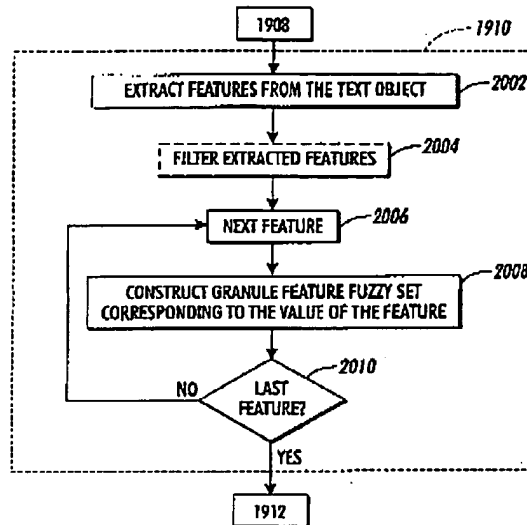 1908
1910
EXTRACT FEATURES FROM THE TEXT OBJECT
2002
FILTER EXTRACTED FEATURES
2004
NEXT FEATURE
2006
CONSTRUCT GRANULE FEATURE FUZZY SET
CORRESPONDING TO THE VALUE OF THE FEATURE
2008
LAST
FEATURE?
2010
NO
YES
1912